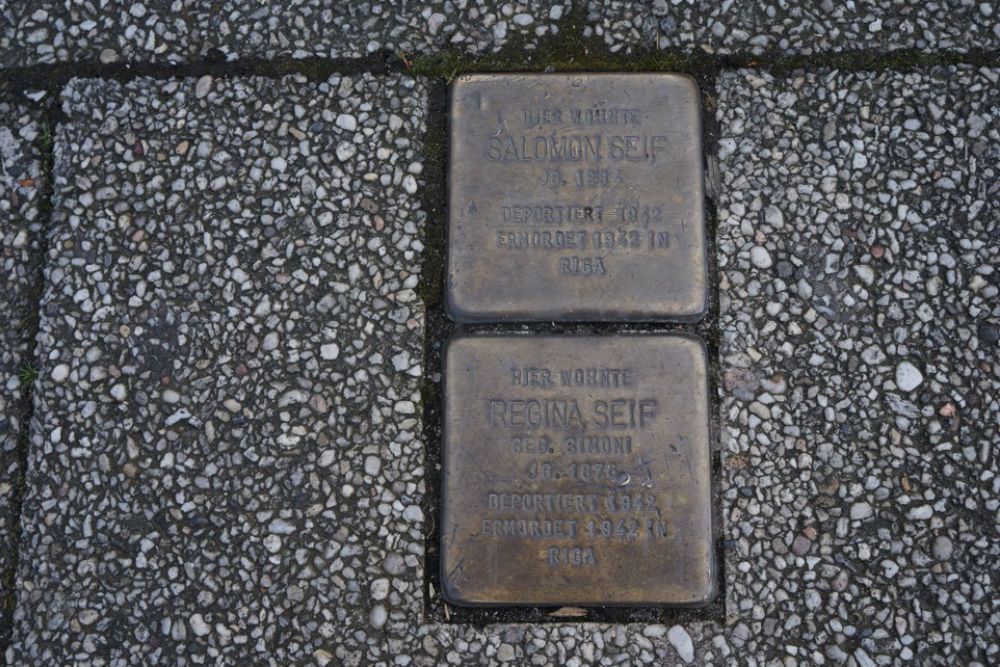 HIER WOHNTE
SALOMON SEIF
JG.
DEPORTIERT 1942
ERMORDET 1942 IN
RIGA
HIER WOHNTE
REGINA SEIF
GEB. SIMONI
JG.
DEPORTIERT 1942
ERMORDET 1942 IN
RIGA